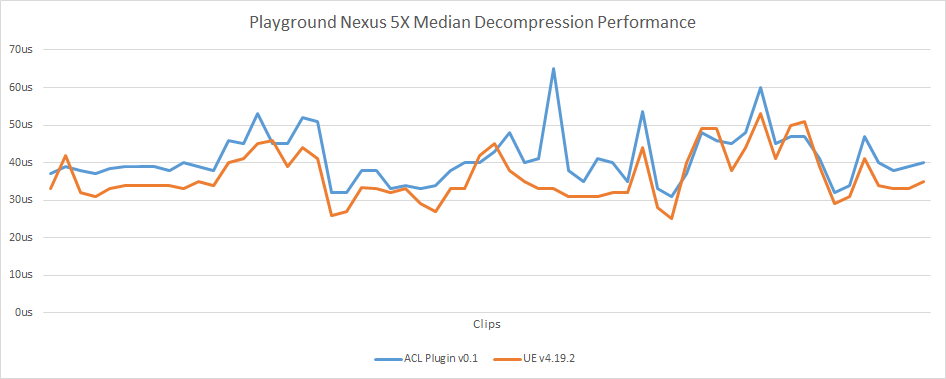 Playground Nexus 5X Median Decompression Performance
70us
60us
50us
40us
30us
20us
10us
0us
Clips
ACL Plugin v0.1
UE v4.19.2